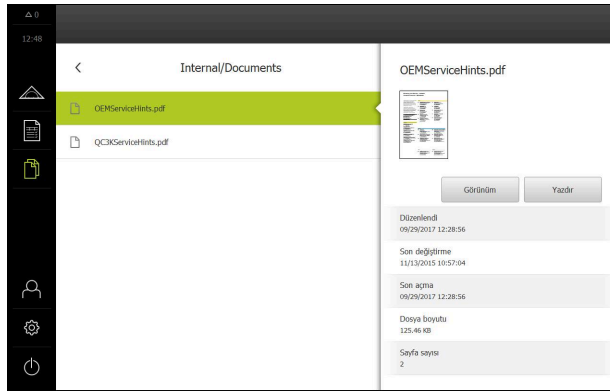 0
12:48
Internal/Documents
OEMServiceHints.pdf
QC3KServiceHints.pdf
OEMServiceHints.pdf
Görünüm
Yazdır
Düzenlendi
09/29/2017 12:28:56
Son değiştirme
11/13/2015 10:57:04
Son açma
09/29/2017 12:28:56
Dosya boyutu
125.46 KB
Sayfa sayısı
2